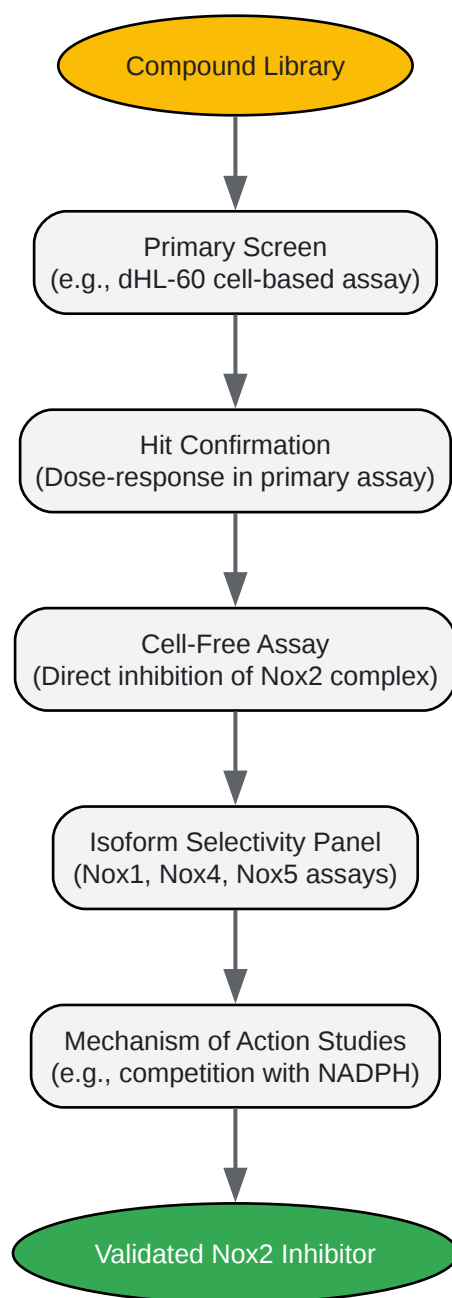 Compound Library
Primary Screen
(e.g., dHL-60 cell-based assay)
Hit Confirmation
(Dose-response in primary assay)
Cell-Free Assay
(Direct inhibition of Nox2 complex)
Isoform Selectivity Panel
(Nox1, Nox4, Nox5 assays)
Mechanism of Action Studies
(e.g., competition with NADPH)
Validated Nox2 Inhibitor